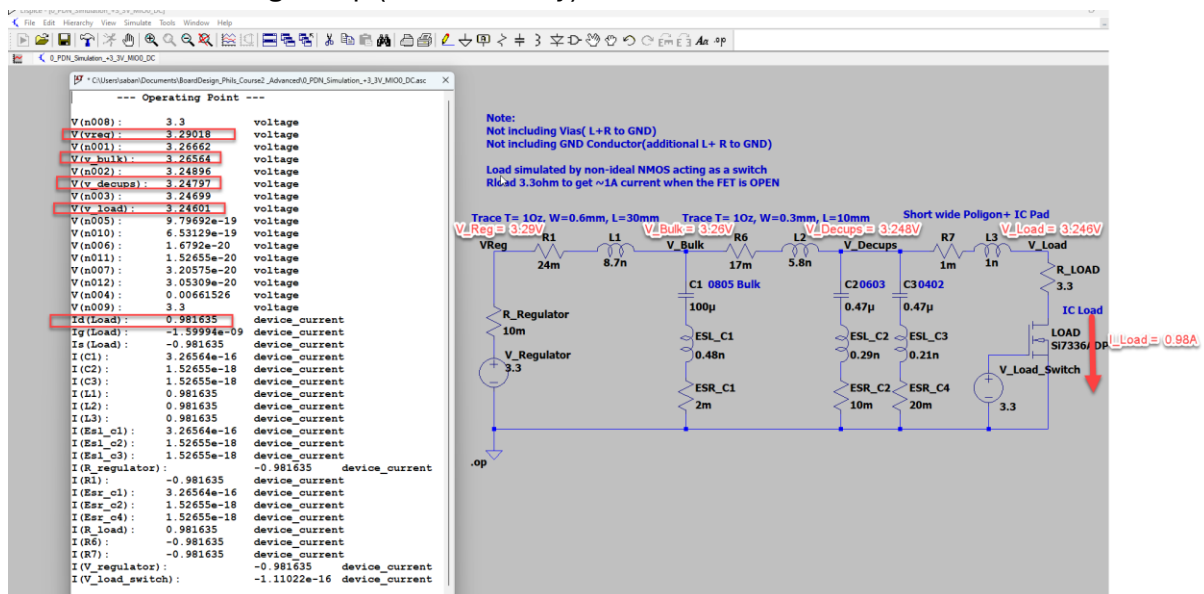 File Edit Hierarchy View Simulate Tools Window Help
0_PDN_Simulation_+3_3V_MIO0_DC
* C:\Users\saban\Documents\BoardDesign_Phils_Course2 _Advanced\0_PDN_Simulation_+3_3V_MIO0_DC.asc
--- Operating Point ---
V(n008): 3.3 voltage
V(vreg): 3.29018 voltage
V(n001): 3.26662 voltage
V(v_bulk): 3.26564 voltage
V(n002): 3.24896 voltage
V(v_decups): 3.24797 voltage
V(n003): 3.24699 voltage
V(v_load): 3.24601 voltage
V(n005): 9.79692e-19 voltage
V(n010): 6.53129e-19 voltage
V(n006): 1.6792e-20 voltage
V(n011): 1.52655e-20 voltage
V(n007): 3.20575e-20 voltage
V(n012): 3.05309e-20 voltage
V(n004): 0.00661526 voltage
V(n009): 3.3 voltage
Id(Load): 0.981635 device_current
Ig(Load): -1.59994e-09 device_current
Is(Load): -0.981635 device_current
I(C1): 3.26564e-16 device_current
I(C2): 1.52655e-18 device_current
I(C3): 1.52655e-18 device_current
I(L1): 0.981635 device_current
I(L2): 0.981635 device_current
I(L3): 0.981635 device_current
I(Esl_c1): 3.26564e-16 device_current
I(Esl_c2): 1.52655e-18 device_current
I(Esl_c3): 1.52655e-18 device_current
I(R_regulator): -0.981635 device_current
I(R1): -0.981635 device_current
I(Esr_c1): 3.26564e-16 device_current
I(Esr_c2): 1.52655e-18 device_current
I(Esr_c4): 1.52655e-18 device_current
I(R_load): 0.981635 device_current
I(R6): -0.981635 device_current
I(R7): -0.981635 device_current
I(V_regulator): -0.981635 device_current
I(V_load_switch): -1.11022e-16 device_current
Note:
Not including Vias( L+R to GND)
Not including GND Conductor(additional L+ R to GND)
Load simulated by non-ideal NMOS acting as a switch
Rload 3.3ohm to get ~1A current when the FET is OPEN
Trace T= 1Oz, W=0.6mm, L=30mm Trace T= 1Oz, W=0.3mm, L=10mm Short wide Poligon+ IC Pad
V_Reg = 3.29V V_Bulk = 3.26V V_Decups = 3.248V V_Load = 3.246V
VReg R1 L1 V_Bulk R6 L2 V_Decups R7 L3 V_Load
24m 8.7n 17m 5.8n 1m 1n
R_LOAD
3.3
C1 0805 Bulk C2 0603 C3 0402
100µ 0.47µ 0.47µ
IC Load
R_Regulator
10m
ESL_C1 ESL_C2 ESL_C3
0.48n 0.29n 0.21n
LOAD
Si7336ADP
I_Load = 0.98A
V_Regulator
3.3
V_Load_Switch
3.3
ESR_C1 ESR_C2 ESR_C4
2m 10m 20m
.op